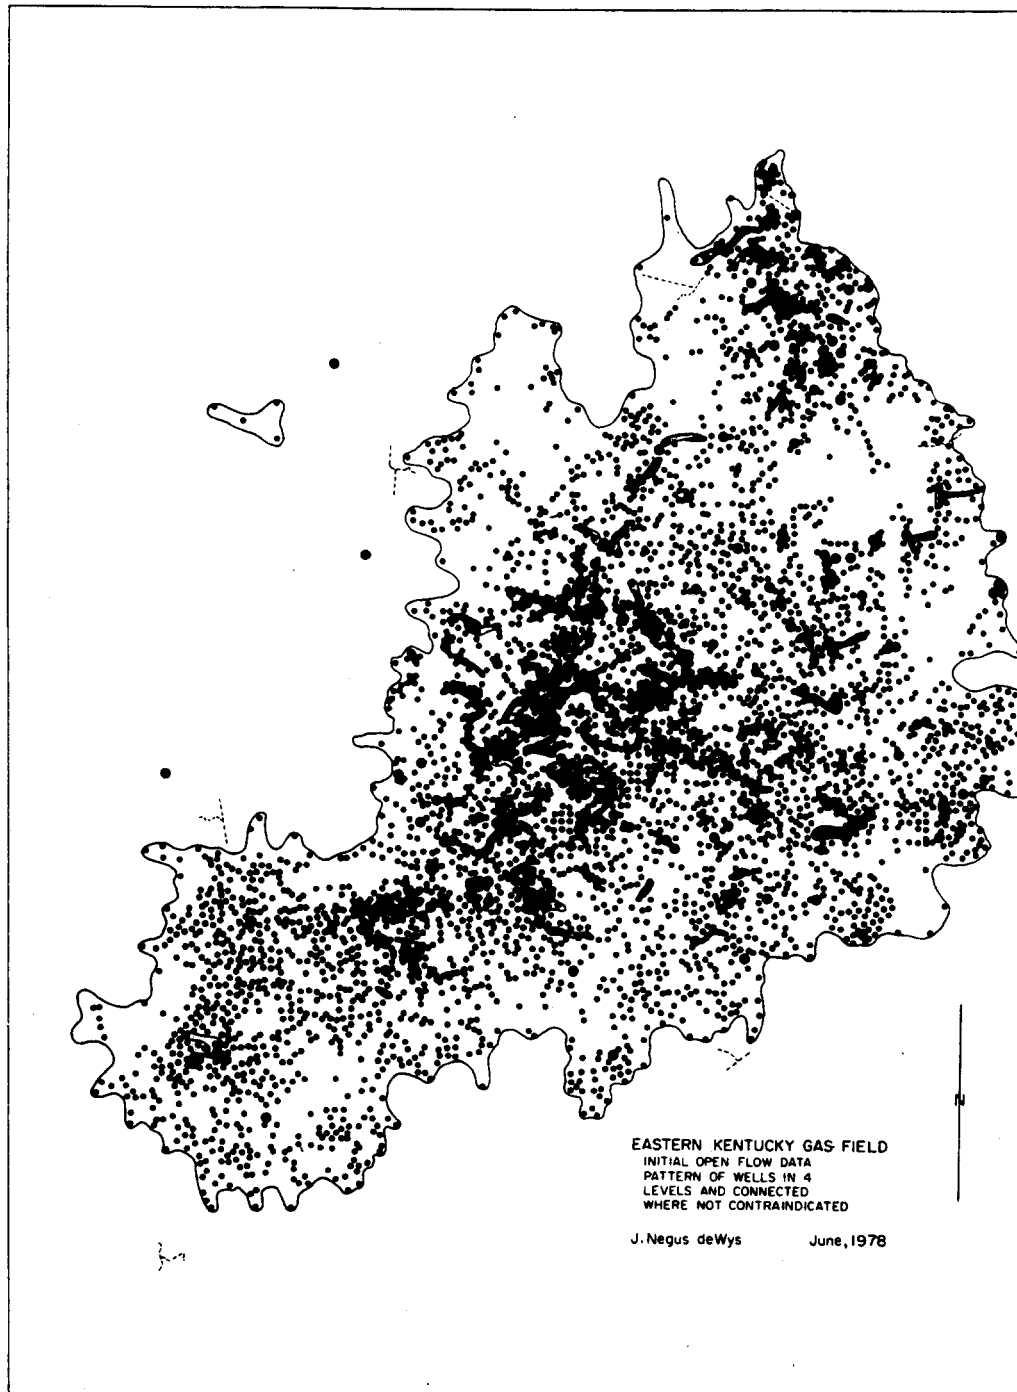 EASTERN KENTUCKY GAS FIELD
INITIAL OPEN FLOW DATA
PATTERN OF WELLS IN 4
LEVELS AND CONNECTED
WHERE NOT CONTRAINDICATED
J. Negus deWys June, 1978
N